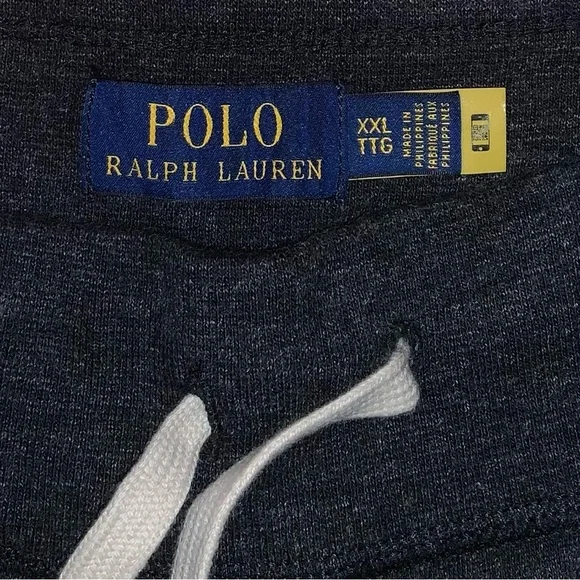 POLO
RALPH LAUREN
XXL
TTG
MADE IN
PHILIPPINES
FABRIQUÉ AUX
PHILIPPINES